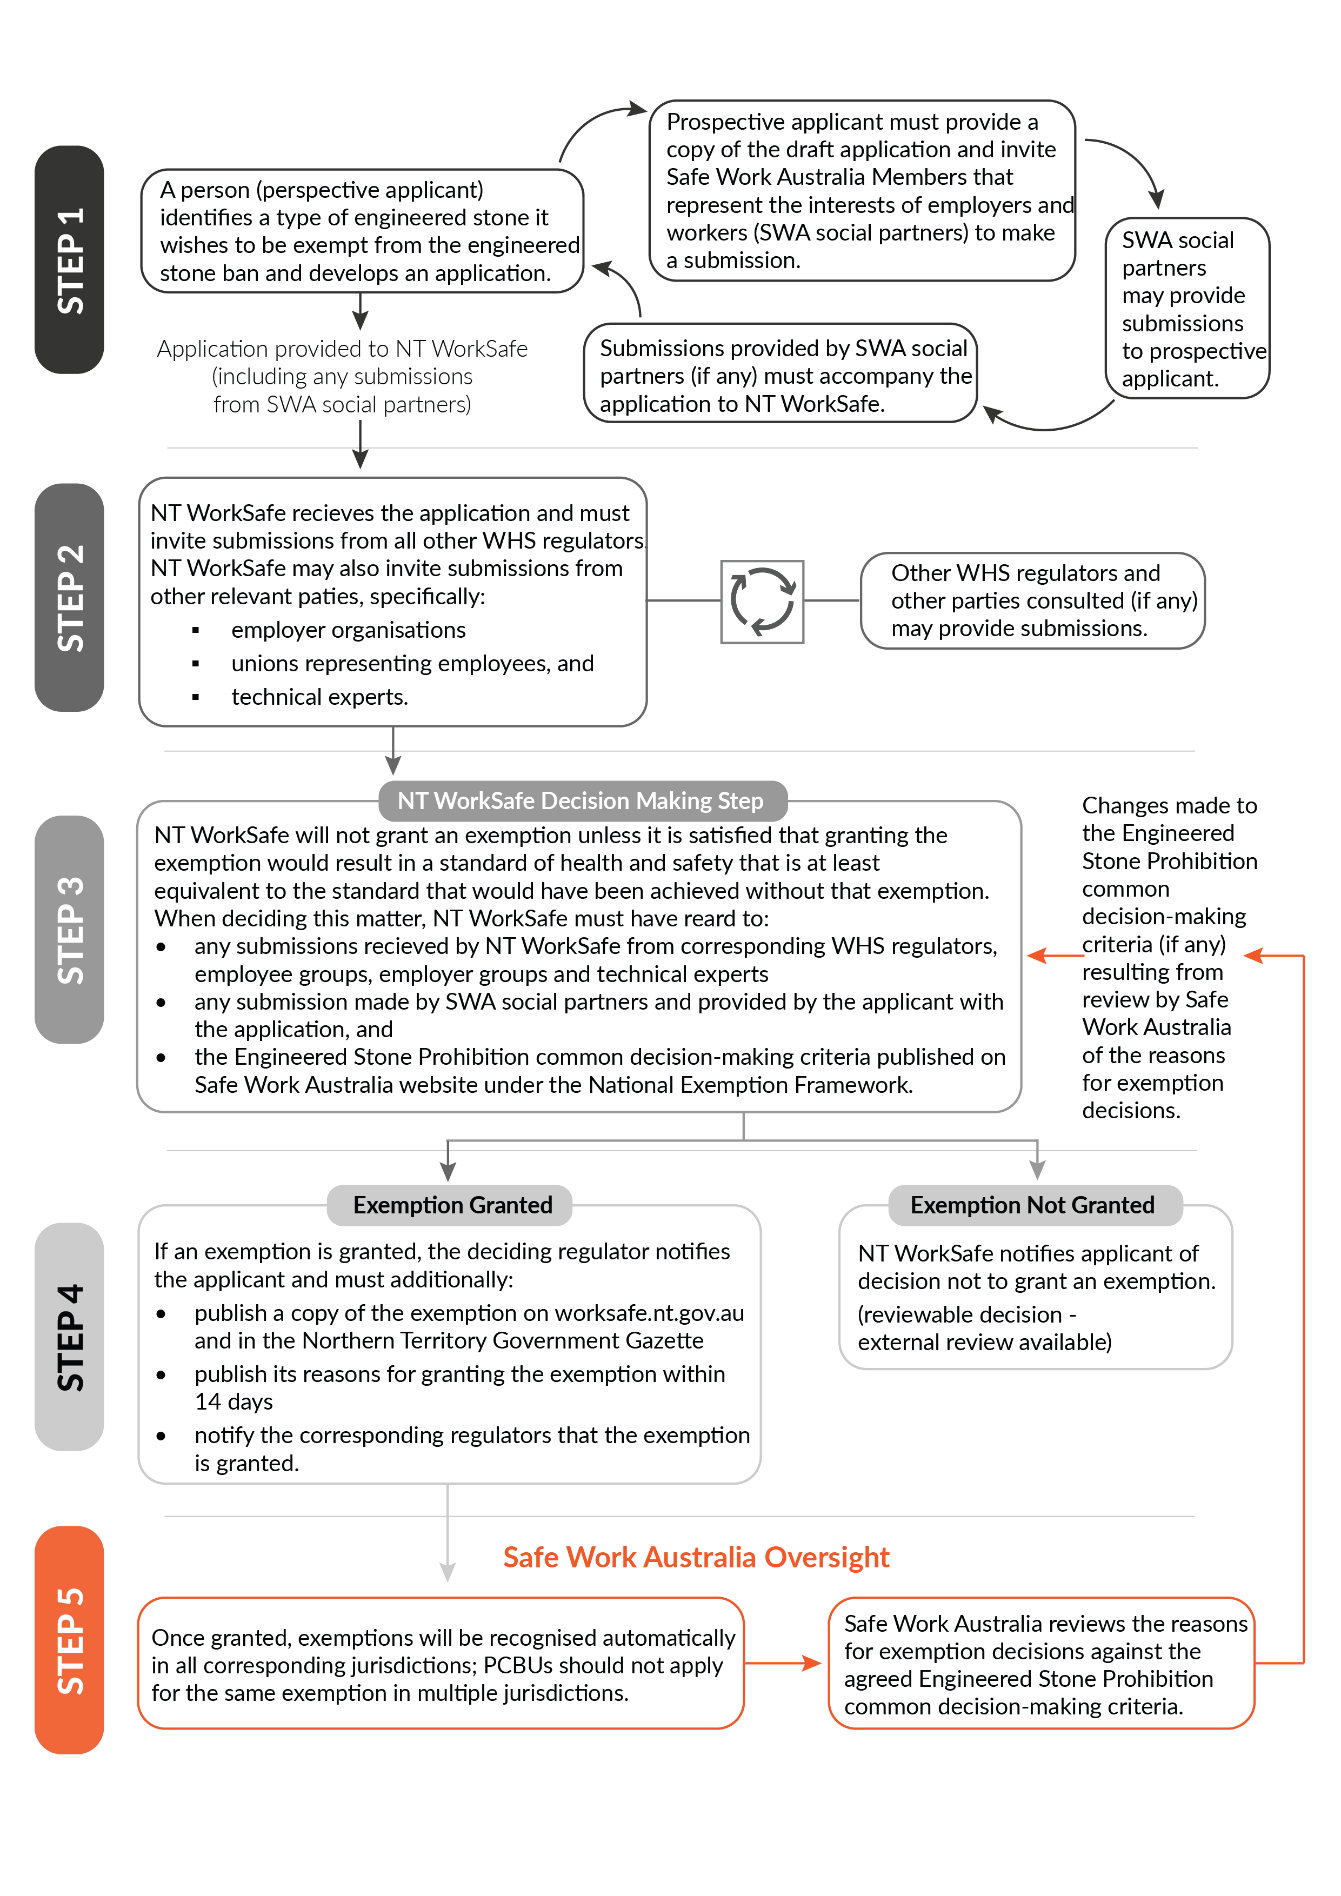 STEP 1
A person (perspective applicant)
identifies a type of engineered stone it
wishes to be exempt from the engineered
stone ban and develops an application.
Prospective applicant must provide a
copy of the draft application and invite
Safe Work Australia Members that
represent the interests of employers and
workers (SWA social partners) to make
a submission.
SWA social
partners
may provide
submissions
to prospective
applicant.
Submissions provided by SWA social
partners (if any) must accompany the
application to NT WorkSafe.
Application provided to NT WorkSafe
(including any submissions
from SWA social partners)
STEP 2
NT WorkSafe recieves the application and must
invite submissions from all other WHS regulators.
NT WorkSafe may also invite submissions from
other relevant paties, specifically:
▪ employer organisations
▪ unions representing employees, and
▪ technical experts.
Other WHS regulators and
other parties consulted (if any)
may provide submissions.
STEP 3
NT WorkSafe Decision Making Step
NT WorkSafe will not grant an exemption unless it is satisfied that granting the
exemption would result in a standard of health and safety that is at least
equivalent to the standard that would have been achieved without that exemption.
When deciding this matter, NT WorkSafe must have reard to:
• any submissions recieved by NT WorkSafe from corresponding WHS regulators,
employee groups, employer groups and technical experts
• any submission made by SWA social partners and provided by the applicant with
the application, and
• the Engineered Stone Prohibition common decision-making criteria published on
Safe Work Australia website under the National Exemption Framework.
Changes made to
the Engineered
Stone Prohibition
common
decision-making
criteria (if any)
resulting from
review by Safe
Work Australia
of the reasons
for exemption
decisions.
STEP 4
Exemption Granted
If an exemption is granted, the deciding regulator notifies
the applicant and must additionally:
• publish a copy of the exemption on worksafe.nt.gov.au
and in the Northern Territory Government Gazette
• publish its reasons for granting the exemption within
14 days
• notify the corresponding regulators that the exemption
is granted.
Exemption Not Granted
NT WorkSafe notifies applicant of
decision not to grant an exemption.
(reviewable decision -
external review available)
STEP 5
Safe Work Australia Oversight
Once granted, exemptions will be recognised automatically
in all corresponding jurisdictions; PCBUs should not apply
for the same exemption in multiple jurisdictions.
Safe Work Australia reviews the reasons
for exemption decisions against the
agreed Engineered Stone Prohibition
common decision-making criteria.